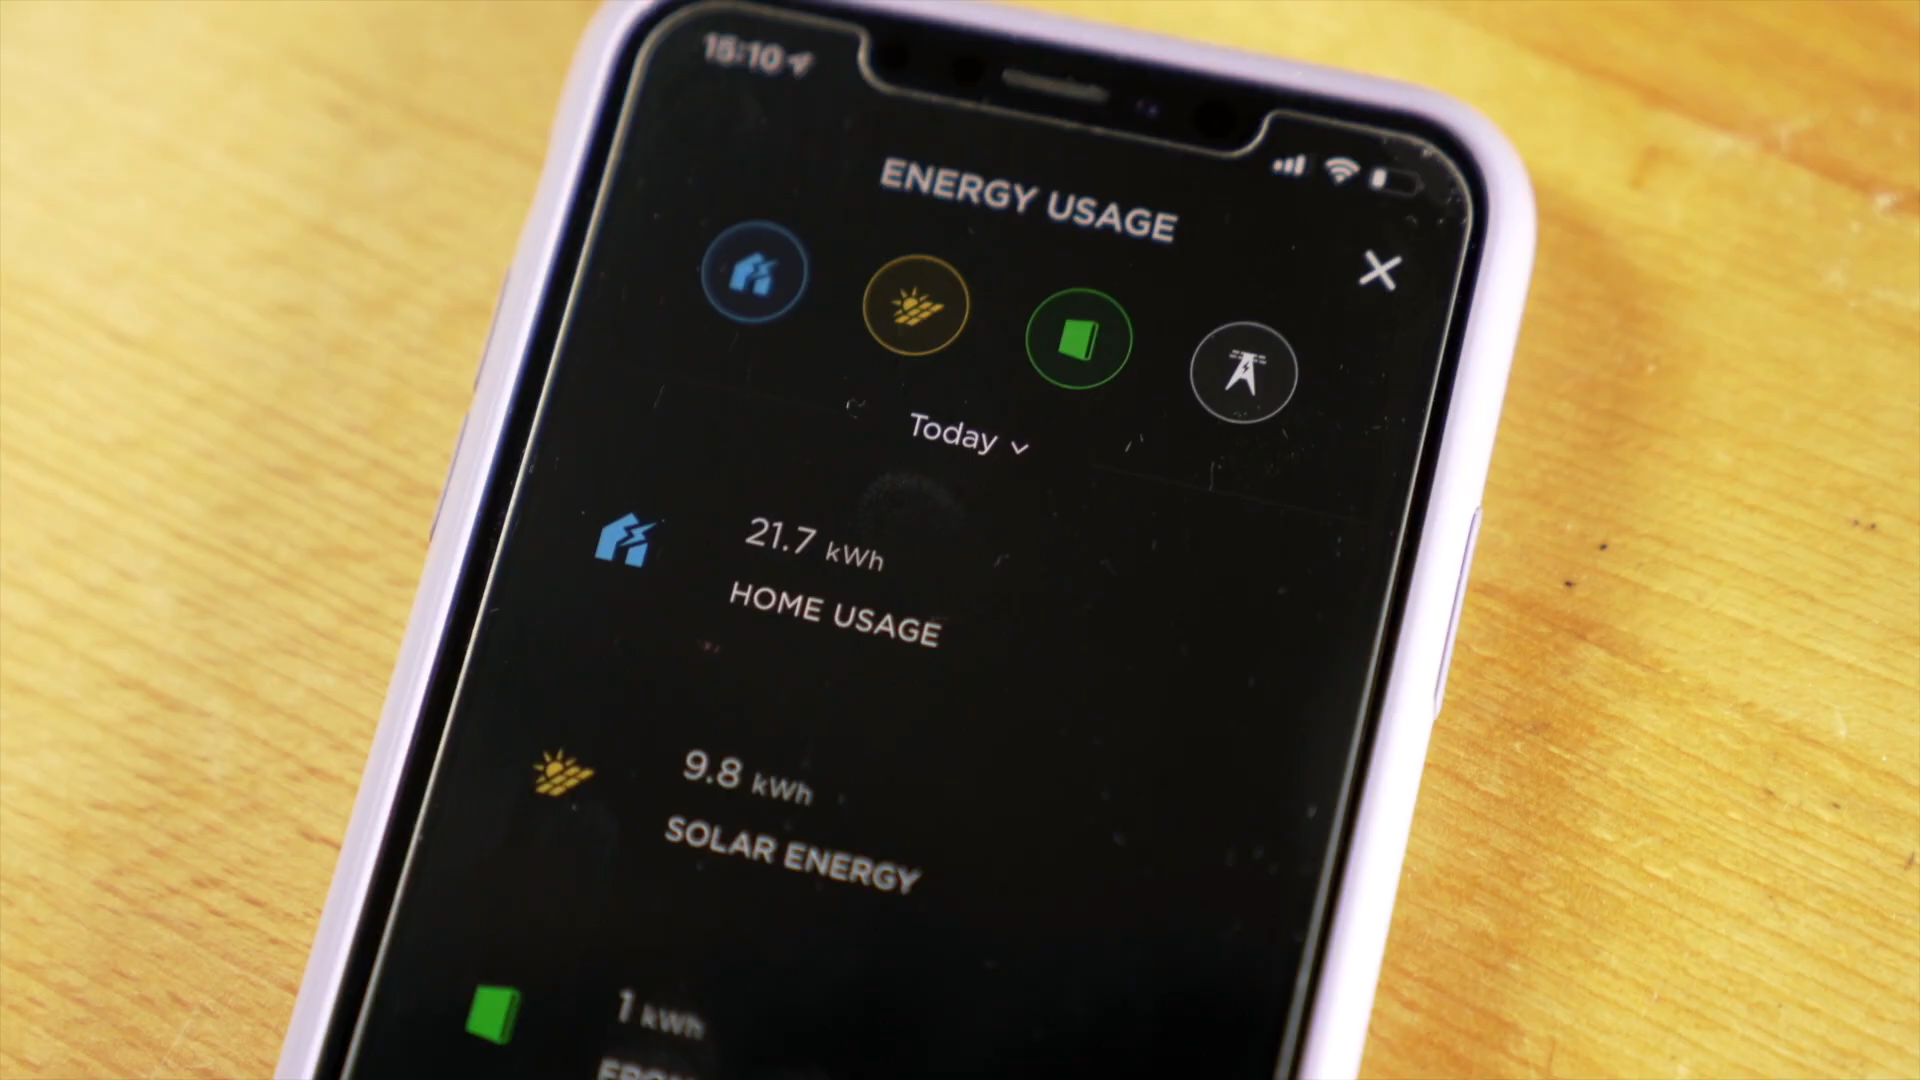 15:10
ENERGY USAGE
Today
21.7 kWh
HOME USAGE
9.8 kWh
SOLAR ENERGY
1 kWh